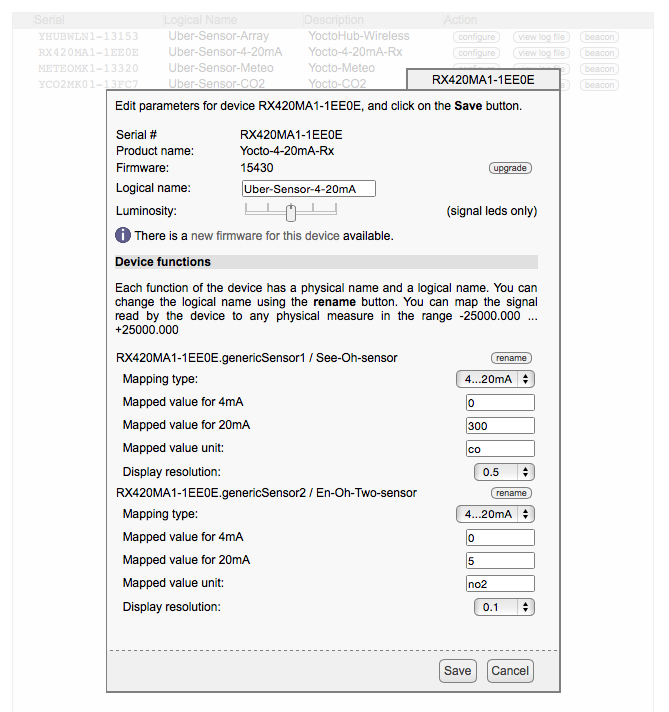 Serial Logical Name Description Action
YHUBWLN1-13153 Uber-Sensor-Array YoctoHub-Wireless configure view log file beacon
RX420MA1-1EE0E Uber-Sensor-4-20mA Yocto-4-20mA-Rx configure view log file beacon
METEOMK1-13320 Uber-Sensor-Meteo Yocto-Meteo configure view log file beacon
YCO2MK01-13FC7 Uber-Sensor-CO2 Yocto-CO2 beacon
RX420MA1-1EE0E
Edit parameters for device RX420MA1-1EE0E, and click on the Save button.
Serial # RX420MA1-1EE0E
Product name: Yocto-4-20mA-Rx
Firmware: 15430 upgrade
Logical name: Uber-Sensor-4-20mA
Luminosity: (signal leds only)
There is a new firmware for this device available.
Device functions
Each function of the device has a physical name and a logical name. You can
change the logical name using the rename button. You can map the signal
read by the device to any physical measure in the range -25000.000 ...
+25000.000
RX420MA1-1EE0E.genericSensor1 / See-Oh-sensor rename
Mapping type: 4...20mA
Mapped value for 4mA 0
Mapped value for 20mA 300
Mapped value unit: co
Display resolution: 0.5
RX420MA1-1EE0E.genericSensor2 / En-Oh-Two-sensor rename
Mapping type: 4...20mA
Mapped value for 4mA 0
Mapped value for 20mA 5
Mapped value unit: no2
Display resolution: 0.1
Save Cancel